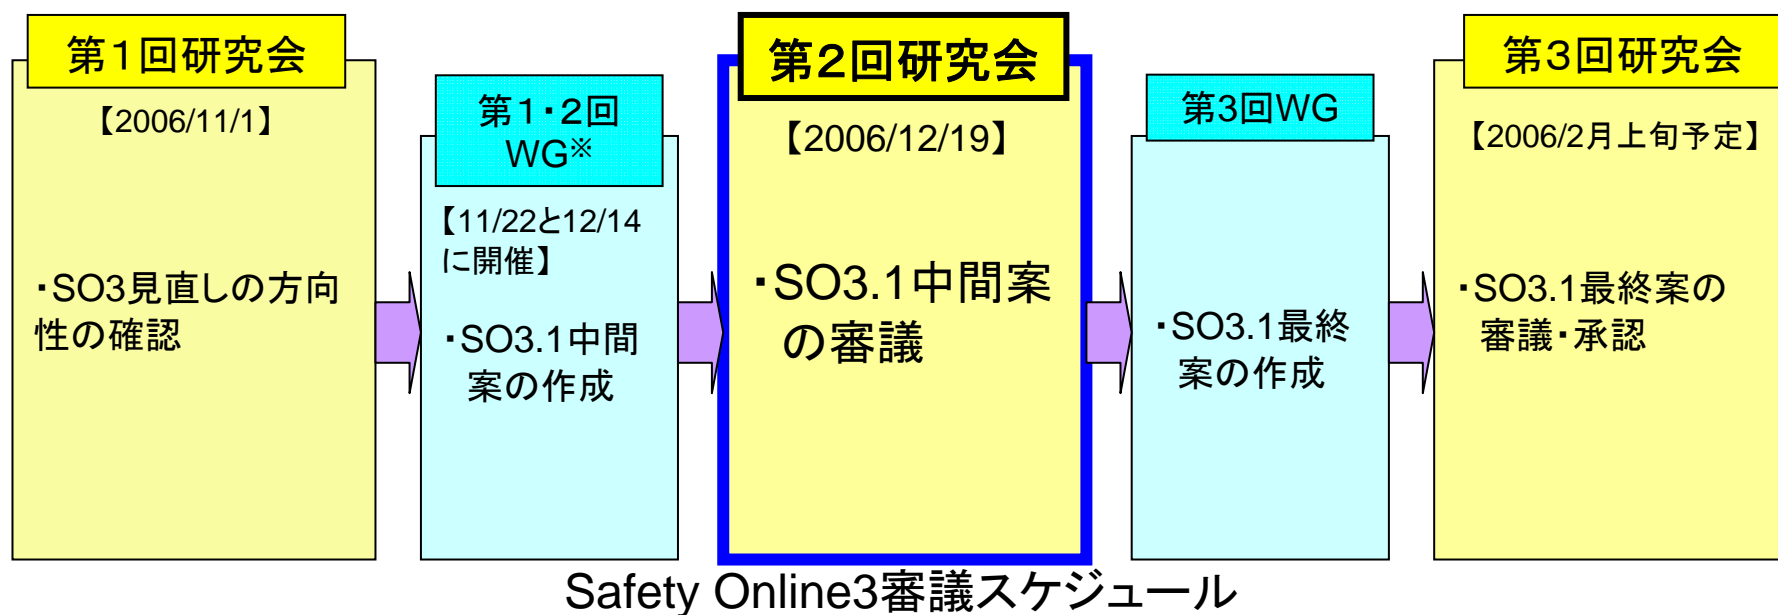 第１回研究会
【2006/11/1】
・SO3見直しの方向
性の確認
第１・２回
WG※
【11/22と12/14
に開催】
・SO3.1中間
案の作成
第２回研究会
【2006/12/19】
・SO3.1中間案
の審議
第3回WG
・SO3.1最終
案の作成
第３回研究会
【2006/2月上旬予定】
・SO3.1最終案の
審議・承認
Safety Online3審議スケジュール